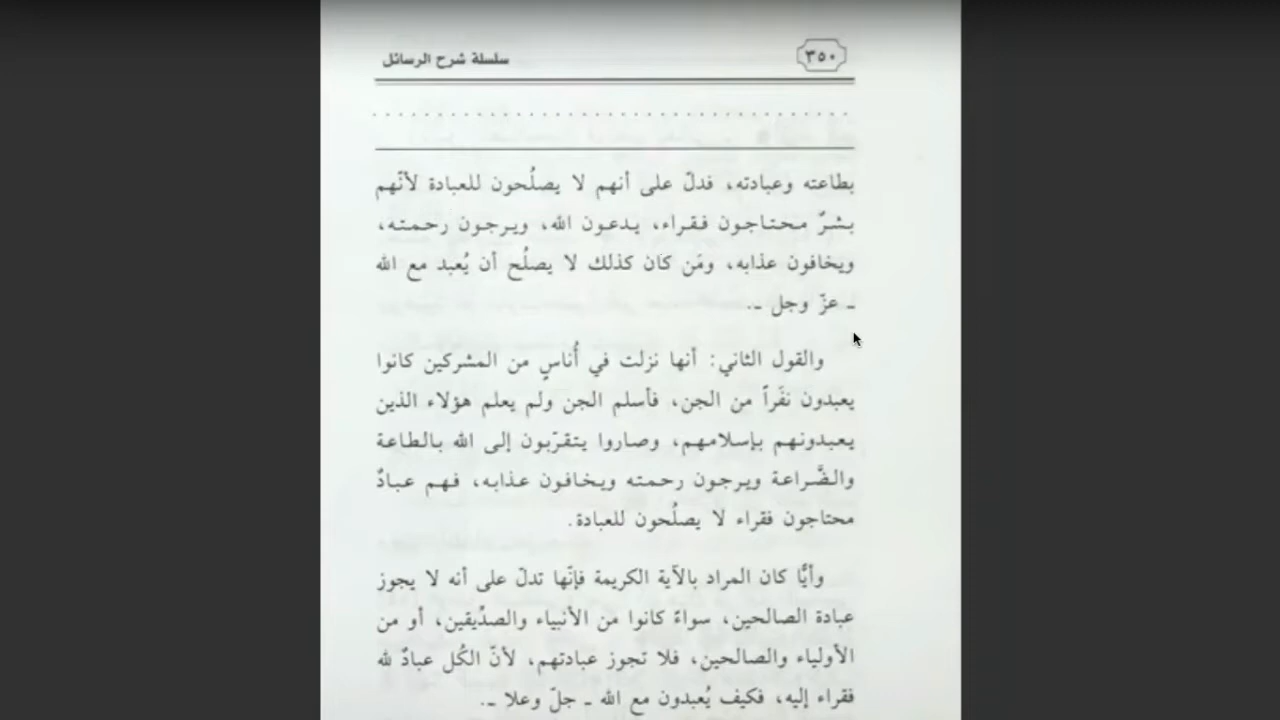 ٣٥٠
سلسلة شرح الرسائل
بطاعته وعبادته، فدلّ على أنهم لا يصلُحون للعبادة لأنّهم
بشرٌ محتاجون فقراء، يدعون الله، ويرجون رحمته،
ويخافون عذابه، ومَن كان كذلك لا يصلُح أن يُعبد مع الله
ـ عزّ وجل ـ.
والقول الثاني: أنها نزلت في أُناسٍ من المشركين كانوا
يعبدون نفَراً من الجن، فأسلم الجن ولم يعلم هؤلاء الذين
يعبدونهم بإسلامهم، وصاروا يتقرّبون إلى الله بالطاعة
والضَّراعة ويرجون رحمته ويخافون عذابه، فهم عبادٌ
محتاجون فقراء لا يصلُحون للعبادة.
وأيًّا كان المراد بالآية الكريمة فإنّها تدلّ على أنه لا يجوز
عبادة الصالحين، سواءً كانوا من الأنبياء والصدِّيقين، أو من
الأولياء والصالحين، فلا تجوز عبادتهم، لأنّ الكُل عبادٌ لله
فقراء إليه، فكيف يُعبدون مع الله ـ جلّ وعلا ـ.